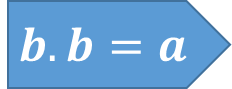 b.b = a